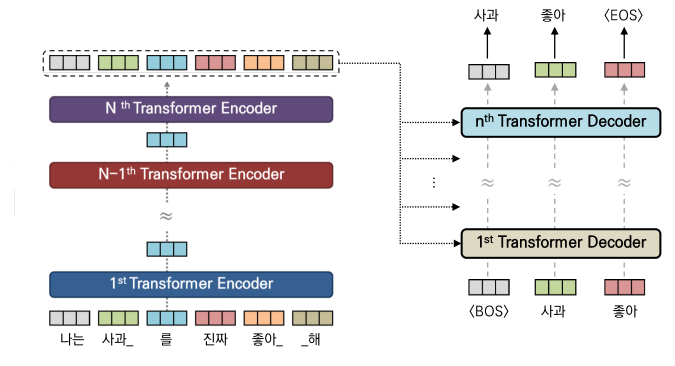 N th Transformer Encoder
N-1th Transformer Encoder
≈
1st Transformer Encoder
나는 사과_ 를 진짜 좋아_ _해
사과 좋아 〈EOS〉
nth Transformer Decoder
⋮
≈ ≈ ≈
1st Transformer Decoder
〈BOS〉 사과 좋아